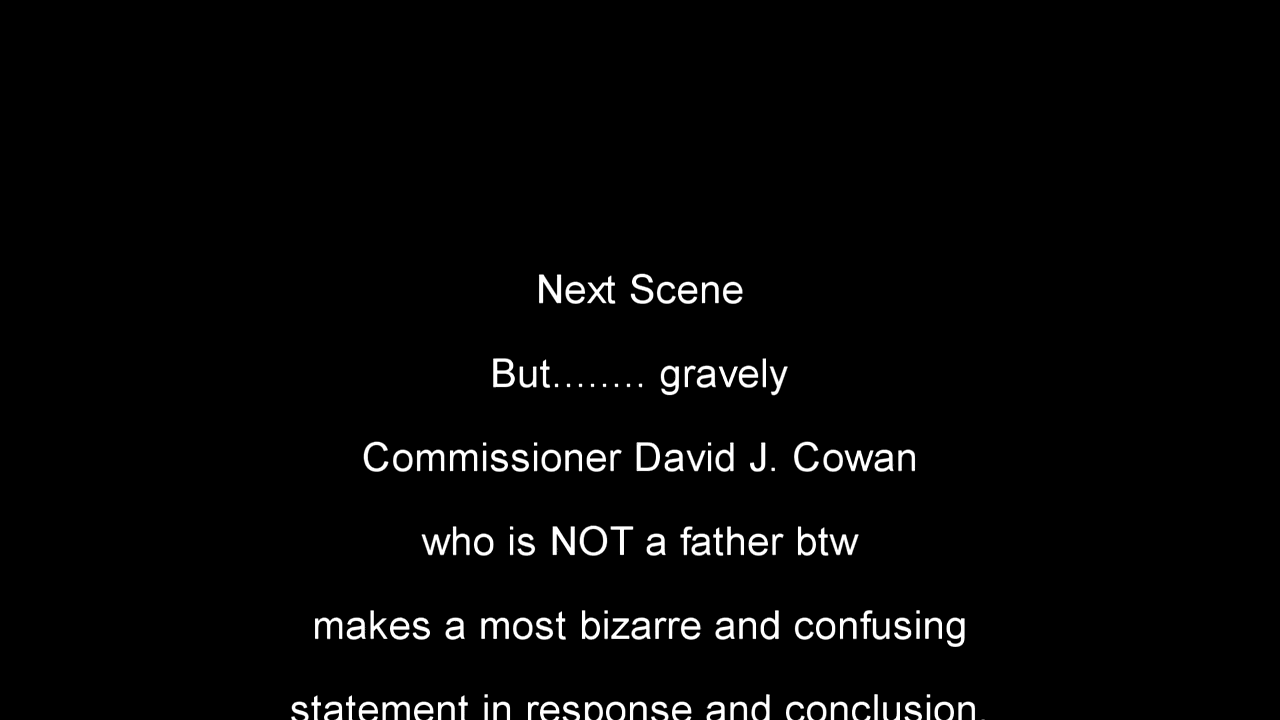 Next Scene
But........ gravely
Commissioner David J. Cowan
who is NOT a father btw
makes a most bizarre and confusing
statement in response and conclusion.